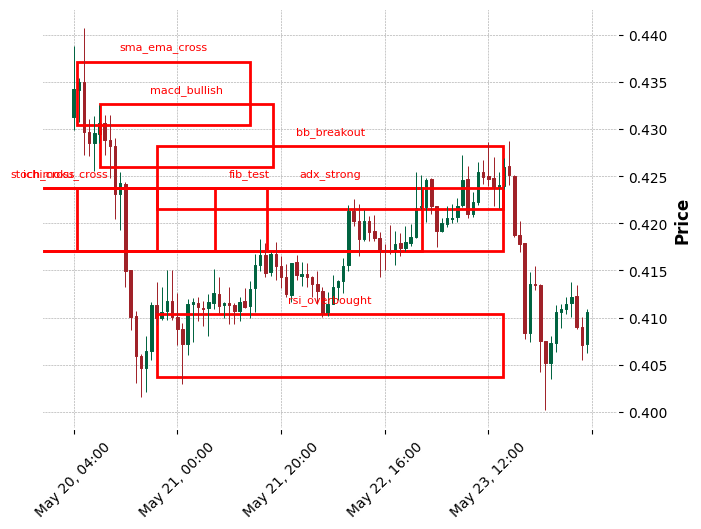 sma_ema_cross
macd_bullish
bb_breakout
fib_test
adx_strong
rsi_overbought
0.440
0.435
0.430
0.425
0.420
0.415
0.410
0.405
0.400
Price
May 20, 04:00
May 21, 00:00
May 21, 20:00
May 22, 16:00
May 23, 12:00